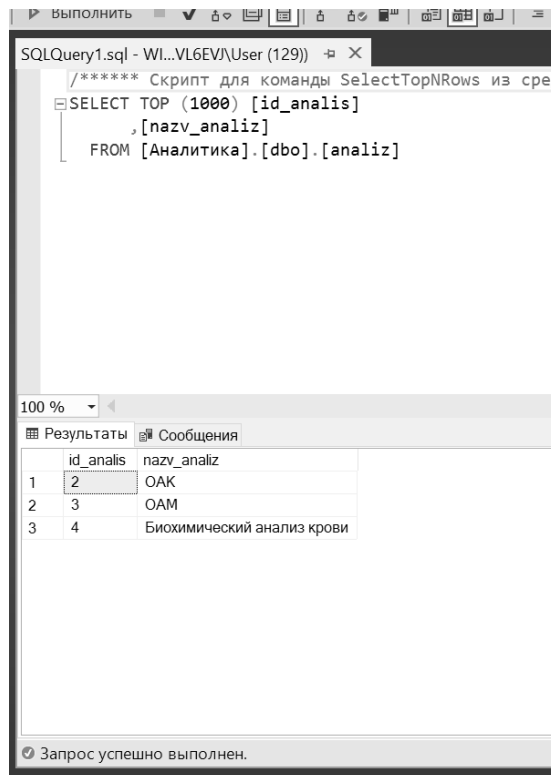 Выполнить
SQLQuery1.sql - WI...VL6EVJ\User (129))
/****** Скрипт для команды SelectTopNRows из сре
SELECT TOP (1000) [id_analis]
,[nazv_analiz]
FROM [Аналитика].[dbo].[analiz]
100 %
Результаты Сообщения
id_analis nazv_analiz
1 2 ОАК
2 3 ОАМ
3 4 Биохимический анализ крови
Запрос успешно выполнен.